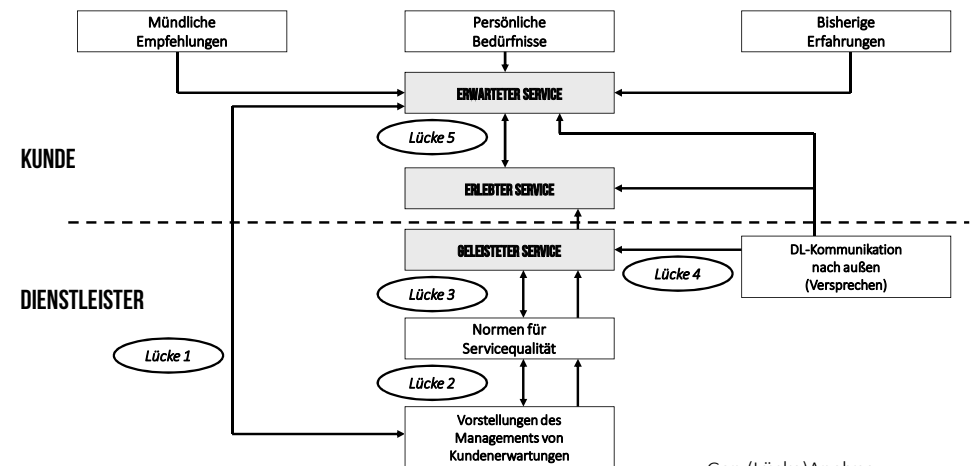 Mündliche
Empfehlungen
Persönliche
Bedürfnisse
Bisherige
Erfahrungen
ERWARTETER SERVICE
Lücke 5
KUNDE
ERLEBTER SERVICE
GELEISTETER SERVICE
DL-Kommunikation
nach außen
(Versprechen)
Lücke 4
Lücke 3
DIENSTLEISTER
Normen für
Servicequalität
Lücke 1
Lücke 2
Vorstellungen des
Managements von
Kundenerwartungen